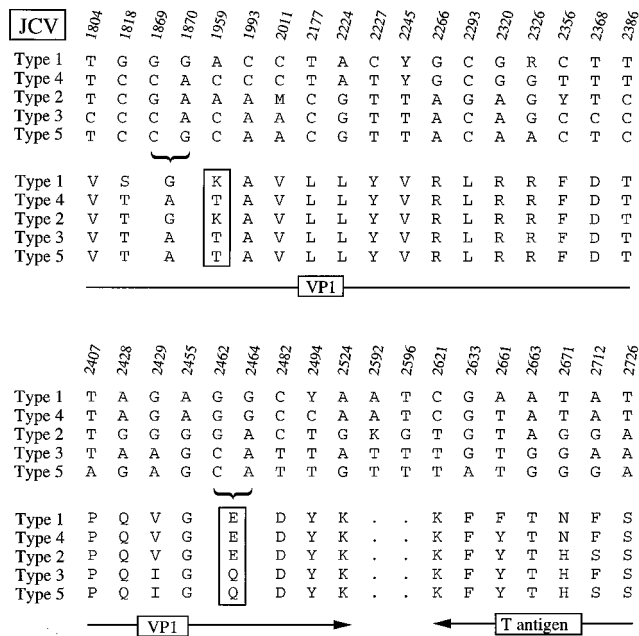 JCV 1804 1818 1869 1870 1959 1993 2011 2177 2224 2227 2245 2266 2293 2320 2326 2356 2368 2386
Type 1 T G G G A C C T A C Y G C G R C T T
Type 4 T C C A C C C T A T Y G C G G T T T
Type 2 T C G A A A M C G T T A G A G Y T C
Type 3 C C C A C A A C G T T A C A G C C C
Type 5 T C C G C A A C G T T A C A A C T C
Type 1 V S G K A V L L Y V R L R R F D T
Type 4 V T A T A V L L Y V R L R R F D T
Type 2 V T G K A V L L Y V R L R R F D T
Type 3 V T A T A V L L Y V R L R R F D T
Type 5 V T A T A V L L Y V R L R R F D T
VP1
2407 2428 2429 2455 2462 2464 2482 2494 2524 2592 2596 2621 2633 2661 2663 2671 2712 2726
Type 1 T A G A G G C Y A A T C G A A T A T
Type 4 T A G A G G C C A A T C G T A T A T
Type 2 T G G G G A C T G K G T G T A G G A
Type 3 T A A G C A T T A T T T G T G G A A
Type 5 A G A G C A T T G T T T A T G G G A
Type 1 P Q V G E D Y K . . K F F T N F S
Type 4 P Q V G E D Y K . . K F Y T N F S
Type 2 P Q V G E D Y K . . K F Y T H S S
Type 3 P Q I G Q D Y K . . K F Y T H F S
Type 5 P Q I G Q D Y K . . K F Y T H S S
VP1 T antigen